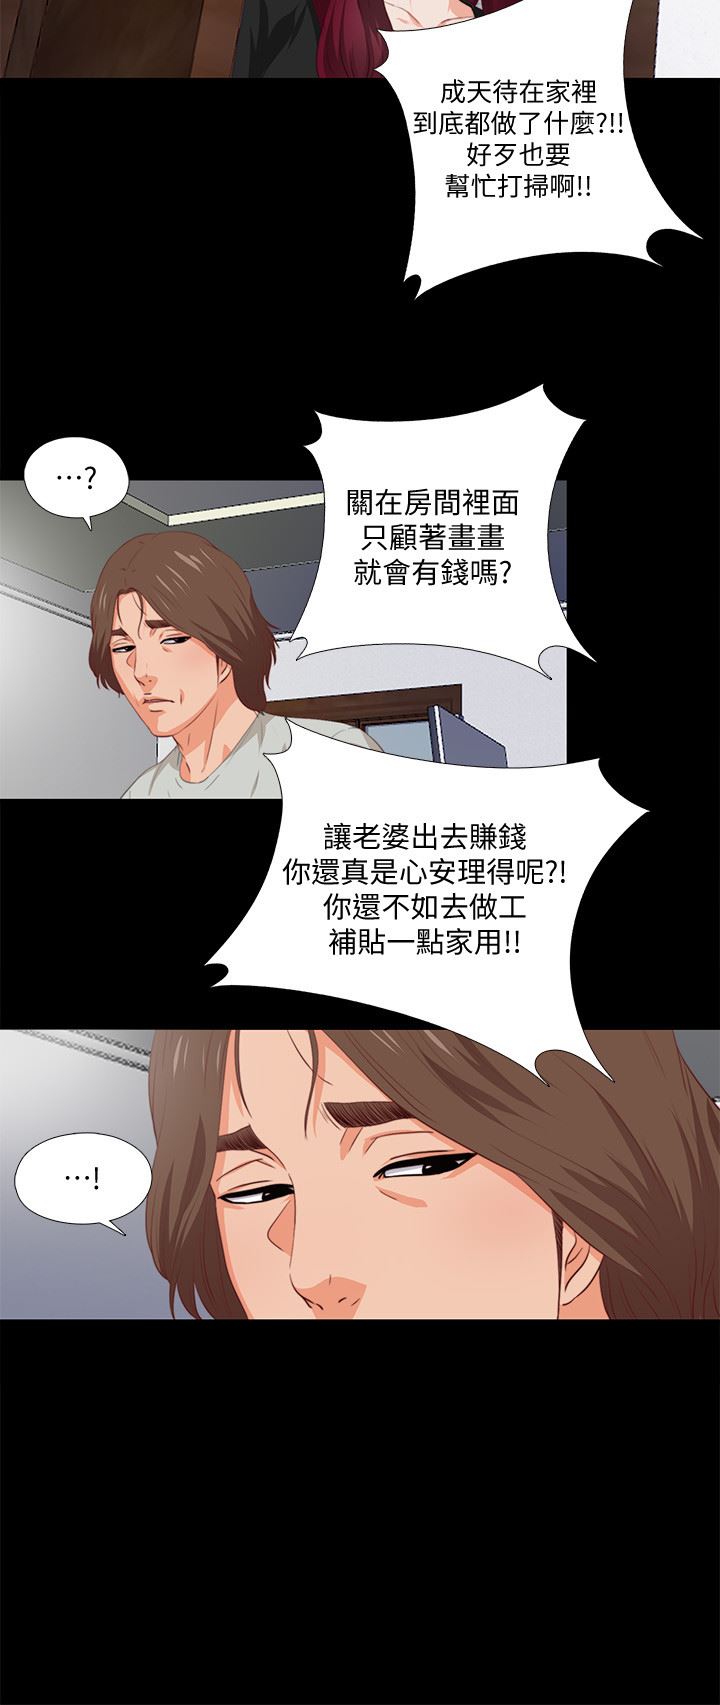 成天待在家裡
到底都做了什麼?!!
好歹也要
幫忙打掃啊!!
…?
關在房間裡面
只顧著畫畫
就會有錢嗎?
讓老婆出去賺錢
你還真是心安理得呢?!
你還不如去做工
補貼一點家用!!
…!